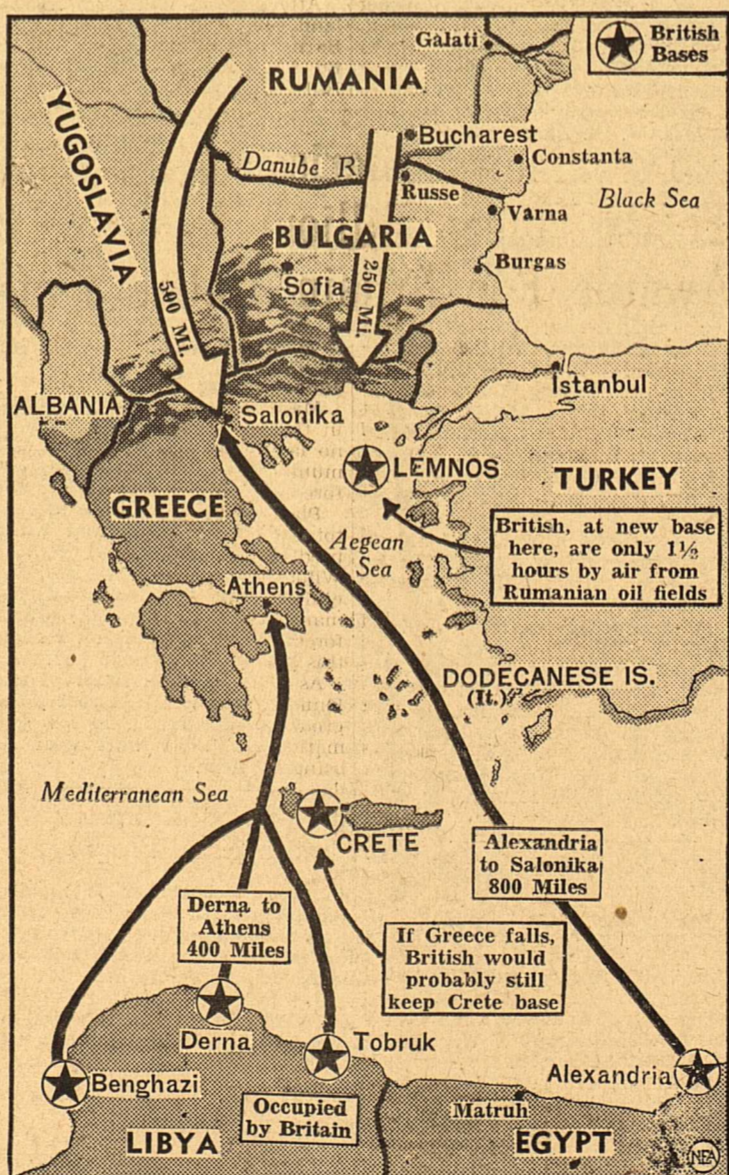 British
Bases
Galati
RUMANIA
YUGOSLAVIA
Bucharest
Danube R
Constanta
Russe
Black Sea
Varna
BULGARIA
Burgas
Sofia
500 Mi.
250 Mi.
Istanbul
ALBANIA
Salonika
LEMNOS
TURKEY
GREECE
British, at new base
here, are only 1½
hours by air from
Rumanian oil fields
Aegean
Sea
Athens
DODECANESE IS.
(It.)
Mediterranean Sea
CRETE
Alexandria
to Salonika
800 Miles
Derna to
Athens
400 Miles
If Greece falls,
British would
probably still
keep Crete base
Derna
Tobruk
Benghazi
Alexandria
Occupied
by Britain
Matruh
LIBYA
EGYPT
NEA